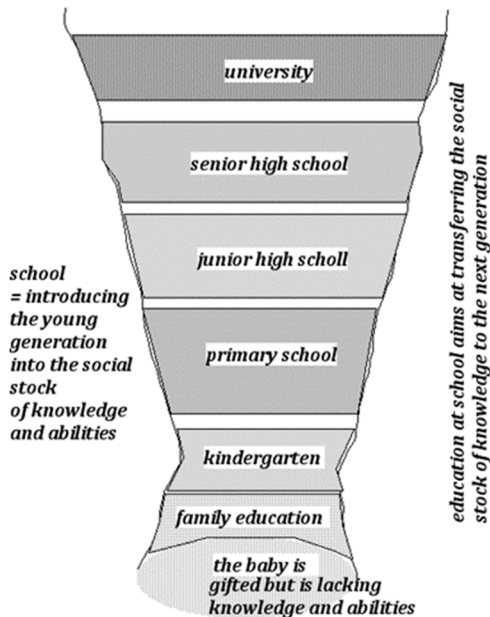 university
senior high school
junior high scholl
primary school
kindergarten
family education
the baby is
gifted but is lacking
knowledge and abilities
school
= introducing
the young
generation
into the social
stock
of knowledge
and abilities
education at school aims at transferring the social
stock of knowledge to the next generation